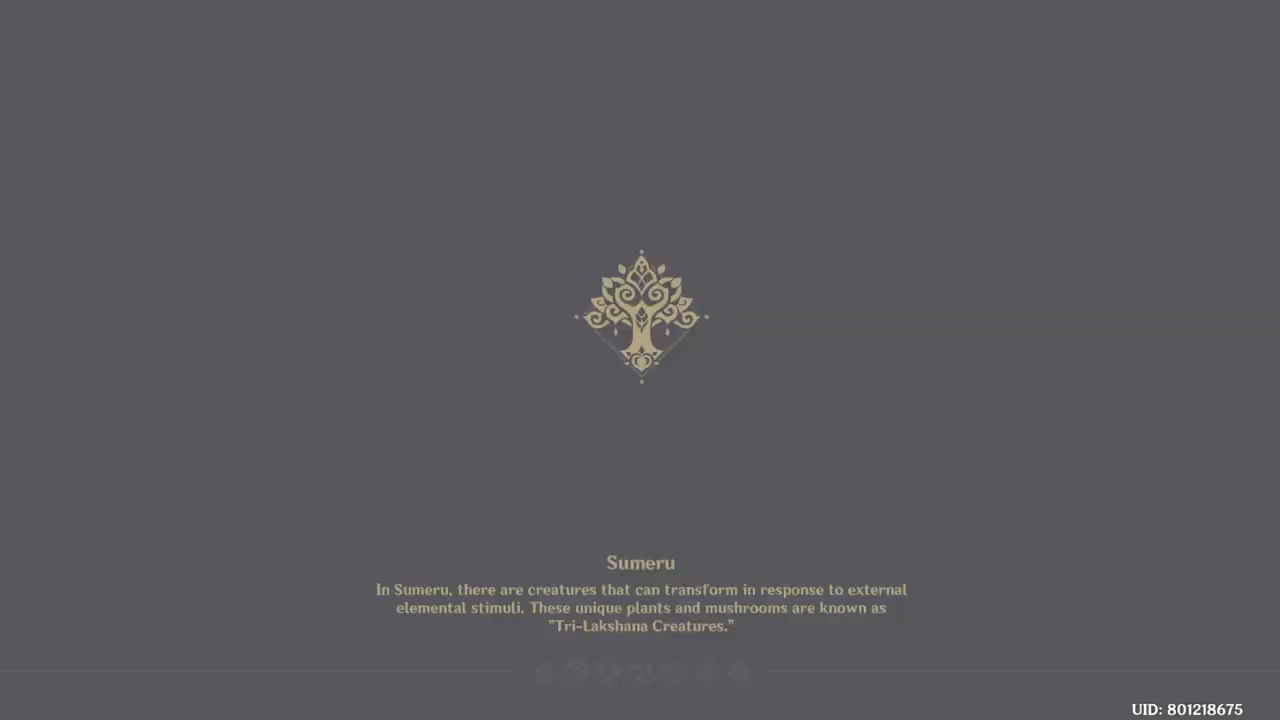 Sumeru
In Sumeru, there are creatures that can transform in response to external
elemental stimuli. These unique plants and mushrooms are known as
"Tri-Lakshana Creatures."
UID: 801218675